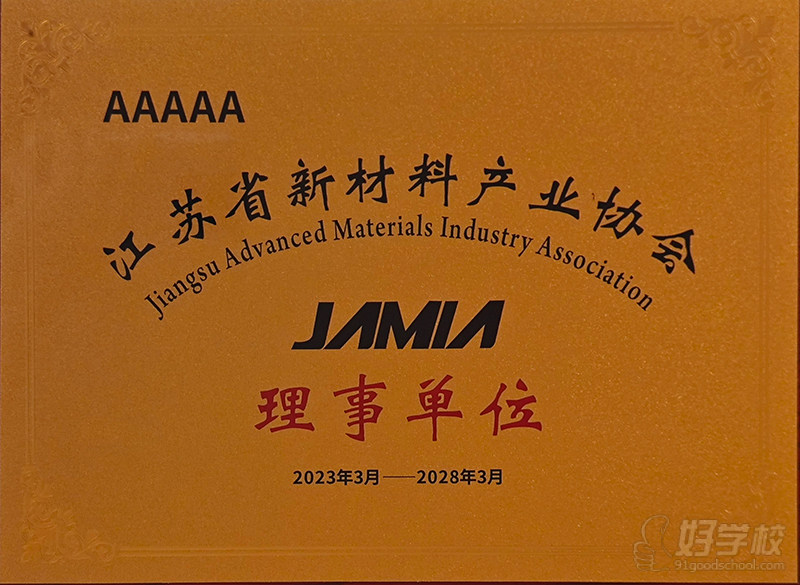 AAAAA
江苏省新材料产业协会
Jiangsu Advanced Materials Industry Association
JAMIA
理事单位
2023年3月——2028年3月
好学校
91goodschool.com